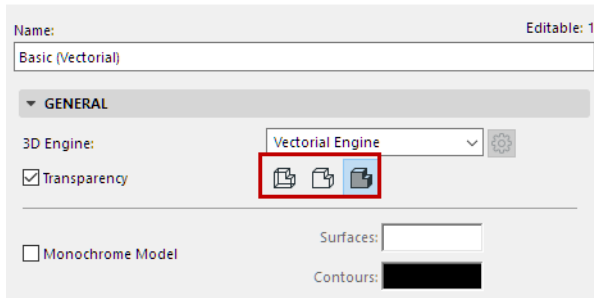 Name: Editable: 1
Basic (Vectorial)
GENERAL
3D Engine: Vectorial Engine
Transparency
Surfaces:
Monochrome Model
Contours: